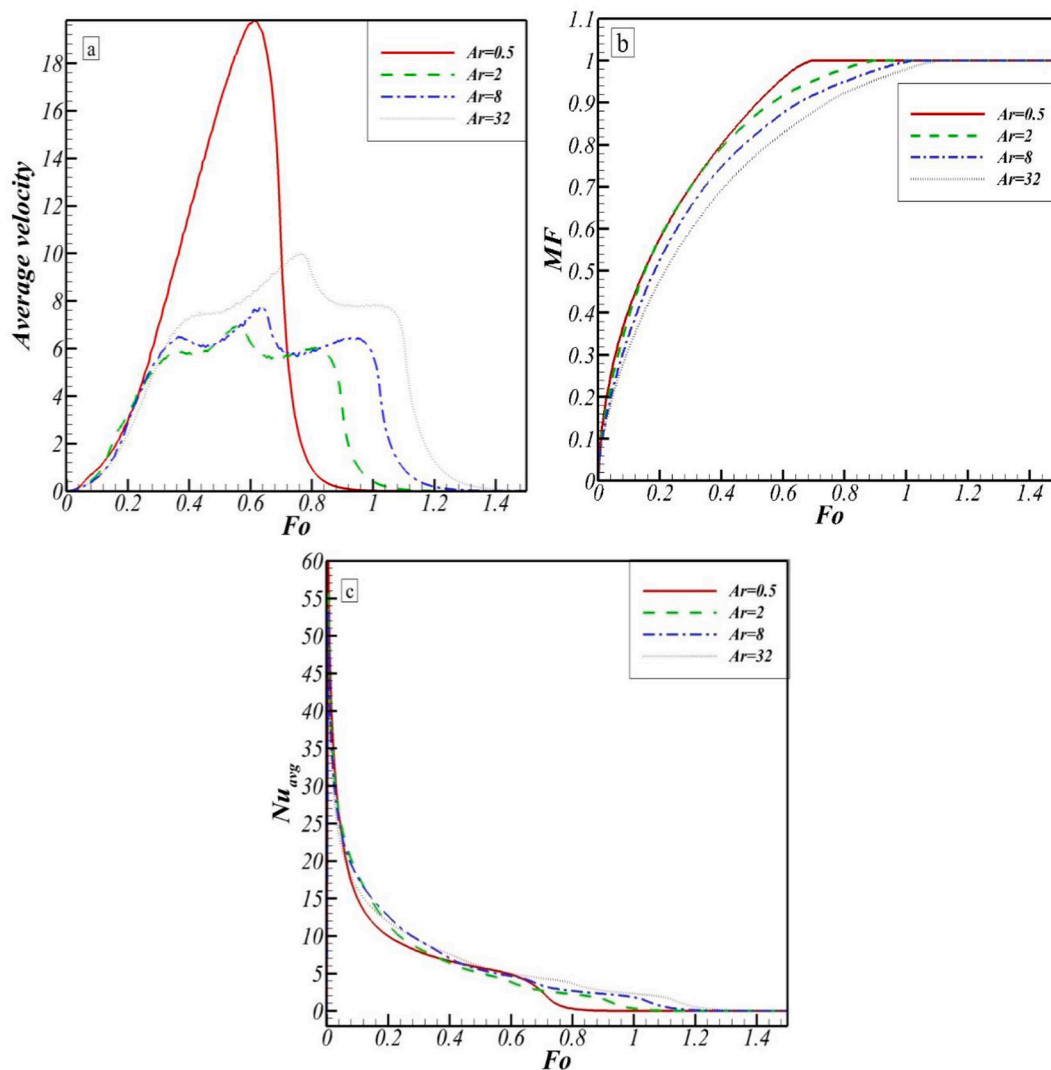 a
Ar=0.5
Ar=2
Ar=8
Ar=32
18
16
14
12
10
8
6
4
2
0
Average velocity
0 0.2 0.4 0.6 0.8 1 1.2 1.4
Fo
b
1.1
1
0.9
0.8
0.7
0.6
0.5
0.4
0.3
0.2
0.1
0
MF
Ar=0.5
Ar=2
Ar=8
Ar=32
0 0.2 0.4 0.6 0.8 1 1.2 1.4
Fo
60
55
50
45
40
35
30
25
20
15
10
5
0
c
Nu avg
Ar=0.5
Ar=2
Ar=8
Ar=32
0 0.2 0.4 0.6 0.8 1 1.2 1.4
Fo